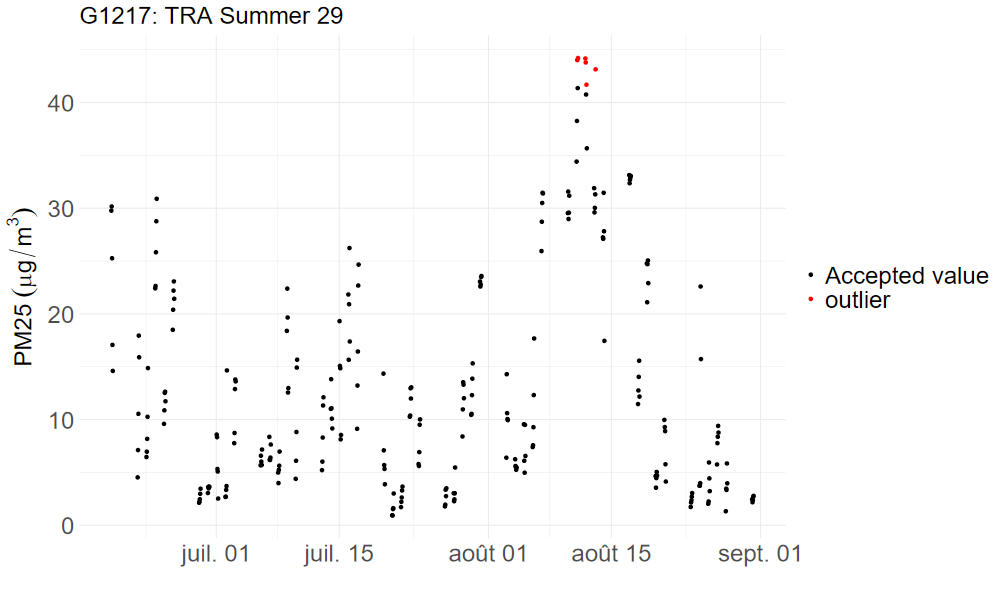 G1217: TRA Summer 29
PM25 (μg/m³)
40
30
20
10
0
juil. 01 juil. 15 août 01 août 15 sept. 01
Accepted value
outlier